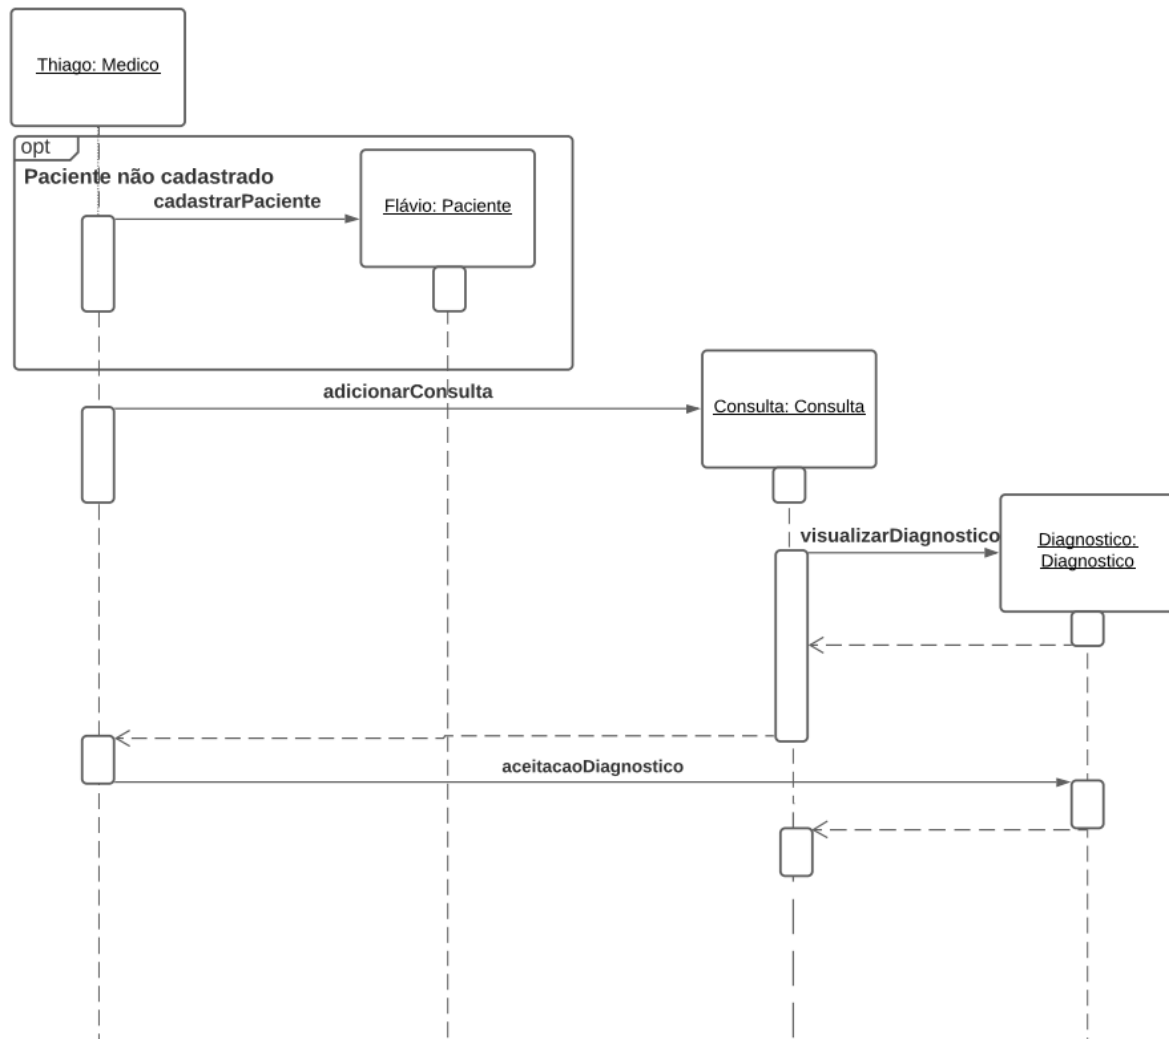 Thiago: Medico
opt
Paciente não cadastrado
cadastrarPaciente
Flávio: Paciente
adicionarConsulta
Consulta: Consulta
visualizarDiagnostico
Diagnostico:
Diagnostico
aceitacaoDiagnostico